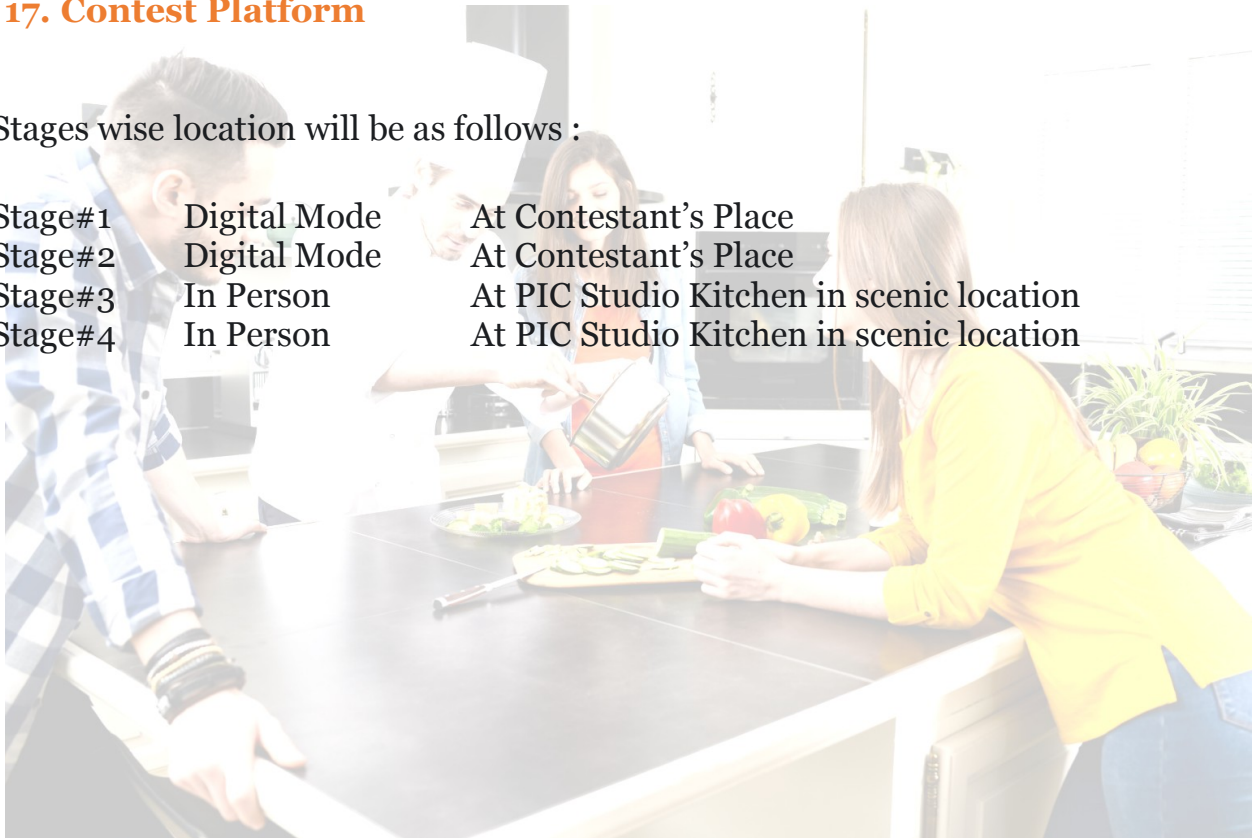 17. Contest Platform
Stages wise location will be as follows :
Stage#1 Digital Mode At Contestant’s Place
Stage#2 Digital Mode At Contestant’s Place
Stage#3 In Person At PIC Studio Kitchen in scenic location
Stage#4 In Person At PIC Studio Kitchen in scenic location